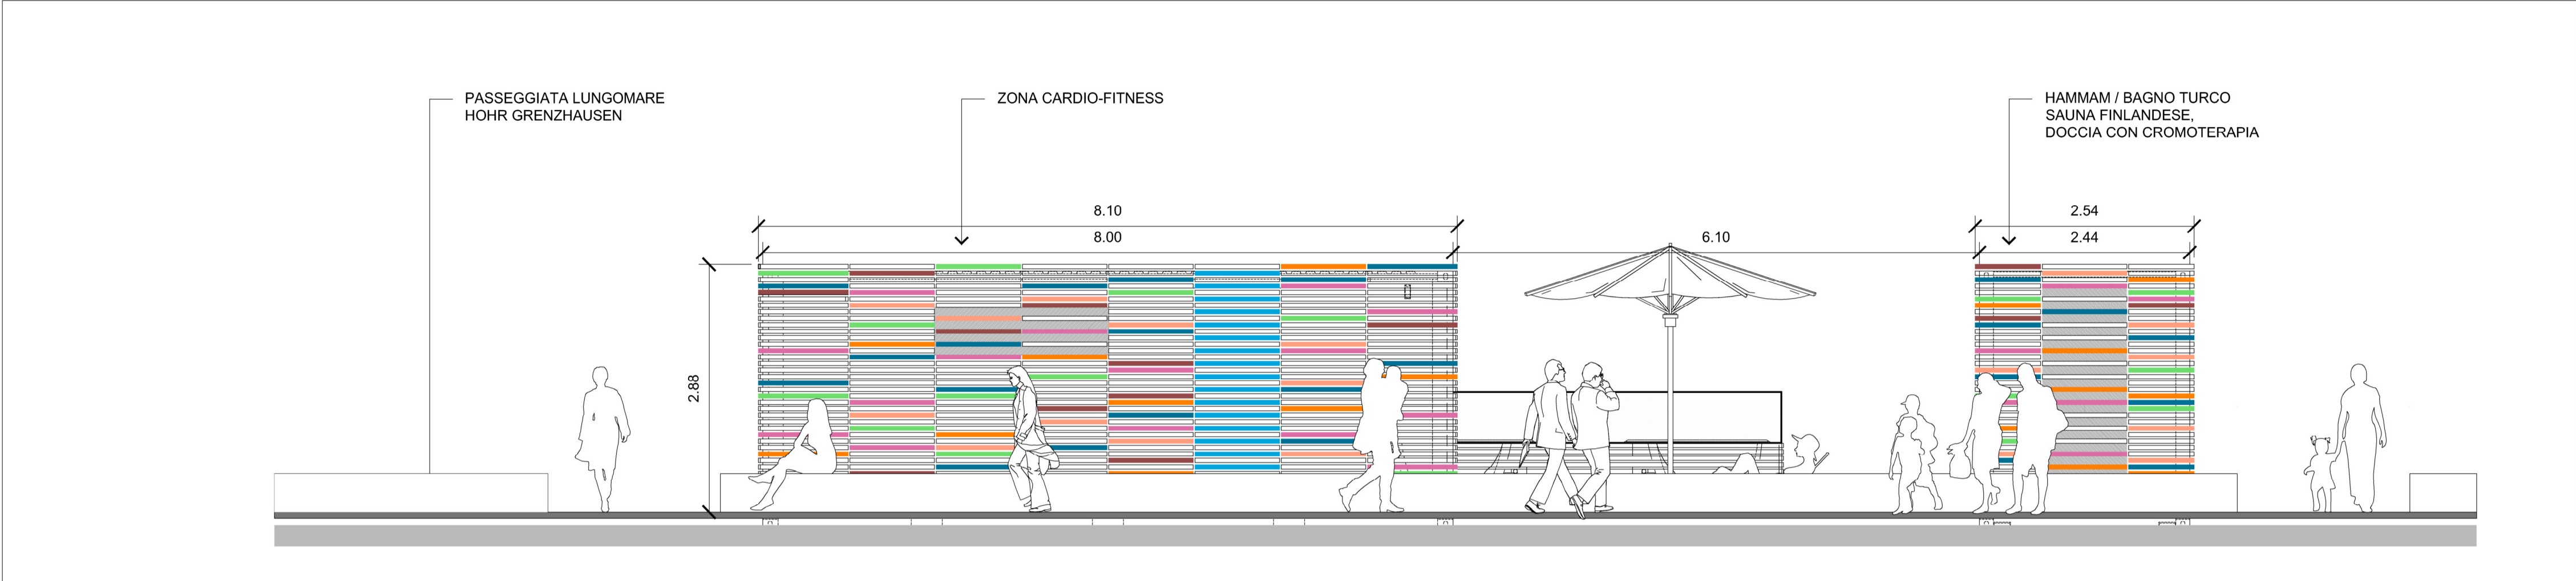 PASSEGGIATA LUNGOMARE
HOHR GRENZHAUSEN
ZONA CARDIO-FITNESS
HAMMAM / BAGNO TURCO
SAUNA FINLANDESE,
DOCCIA CON CROMOTERAPIA
8.10
8.00
6.10
2.54
2.44
2.88